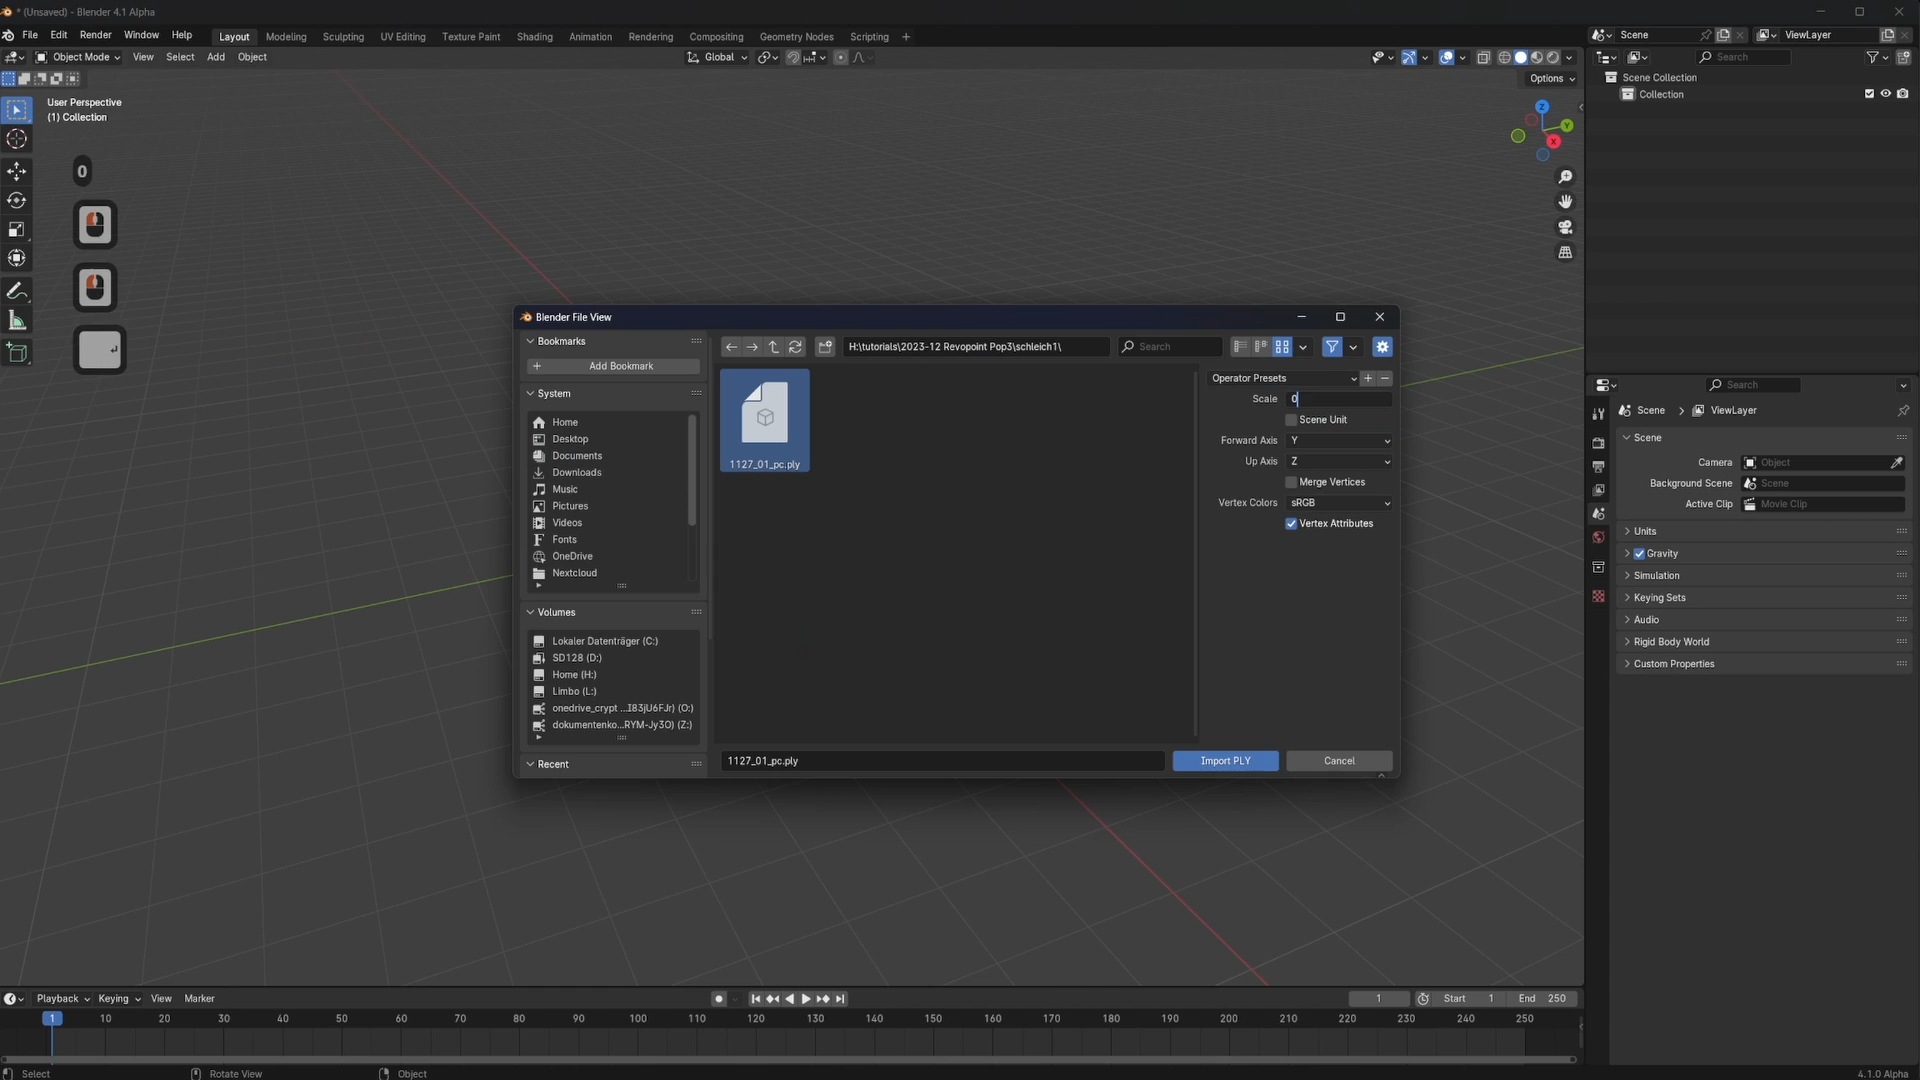 * (Unsaved) - Blender 4.1 Alpha
File Edit Render Window Help Layout Modeling Sculpting UV Editing Texture Paint Shading Animation Rendering Compositing Geometry Nodes Scripting + Scene ViewLayer
Object Mode View Select Add Object Global Search
Options
Scene Collection
Collection
User Perspective
(1) Collection
Z
Y
X
0
Blender File View
Bookmarks
Add Bookmark
System
Home
Desktop
Documents
Downloads
Music
Pictures
Videos
Fonts
OneDrive
Nextcloud
Volumes
Lokaler Datenträger (C:)
SD128 (D:)
Home (H:)
Limbo (L:)
onedrive_crypt ...I83jU6FJr) (O:)
dokumentenko...RYM-Jy3O) (Z:)
Recent
H:\tutorials\2023-12 Revopoint Pop3\schleich1\ Search
1127_01_pc.ply
Operator Presets
Scale 0
Scene Unit
Forward Axis Y
Up Axis Z
Merge Vertices
Vertex Colors sRGB
Vertex Attributes
1127_01_pc.ply Import PLY Cancel
Search
Scene ViewLayer
Scene
Camera Object
Background Scene Scene
Active Clip Movie Clip
Units
Gravity
Simulation
Keying Sets
Audio
Rigid Body World
Custom Properties
Playback Keying View Marker 1 Start 1 End 250
1 10 20 30 40 50 60 70 80 90 100 110 120 130 140 150 160 170 180 190 200 210 220 230 240 250
Select Rotate View Object 4.1.0 Alpha